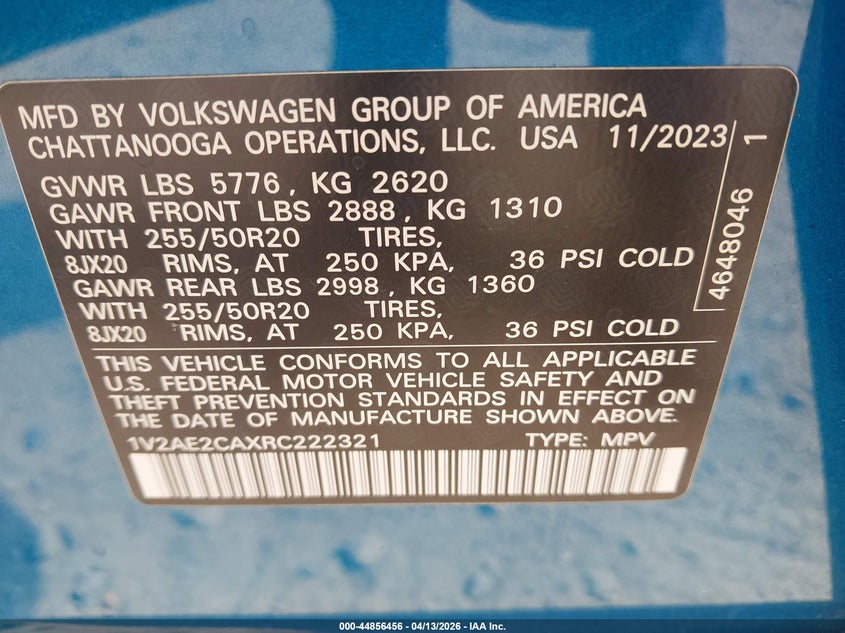 MFD BY VOLKSWAGEN GROUP OF AMERICA
CHATTANOOGA OPERATIONS, LLC. USA 11/2023
GVWR LBS 5776, KG 2620
GAWR FRONT LBS 2888, KG 1310
WITH 255/50R20 TIRES,
8JX20 RIMS, AT 250 KPA, 36 PSI COLD
GAWR REAR LBS 2998, KG 1360
WITH 255/50R20 TIRES,
8JX20 RIMS, AT 250 KPA, 36 PSI COLD
4648046 1
THIS VEHICLE CONFORMS TO ALL APPLICABLE
U.S. FEDERAL MOTOR VEHICLE SAFETY AND
THEFT PREVENTION STANDARDS IN EFFECT ON
THE DATE OF MANUFACTURE SHOWN ABOVE.
1V2AE2CAXRC222321 TYPE: MPV
000-44856456 - 04/13/2026 - IAA Inc.